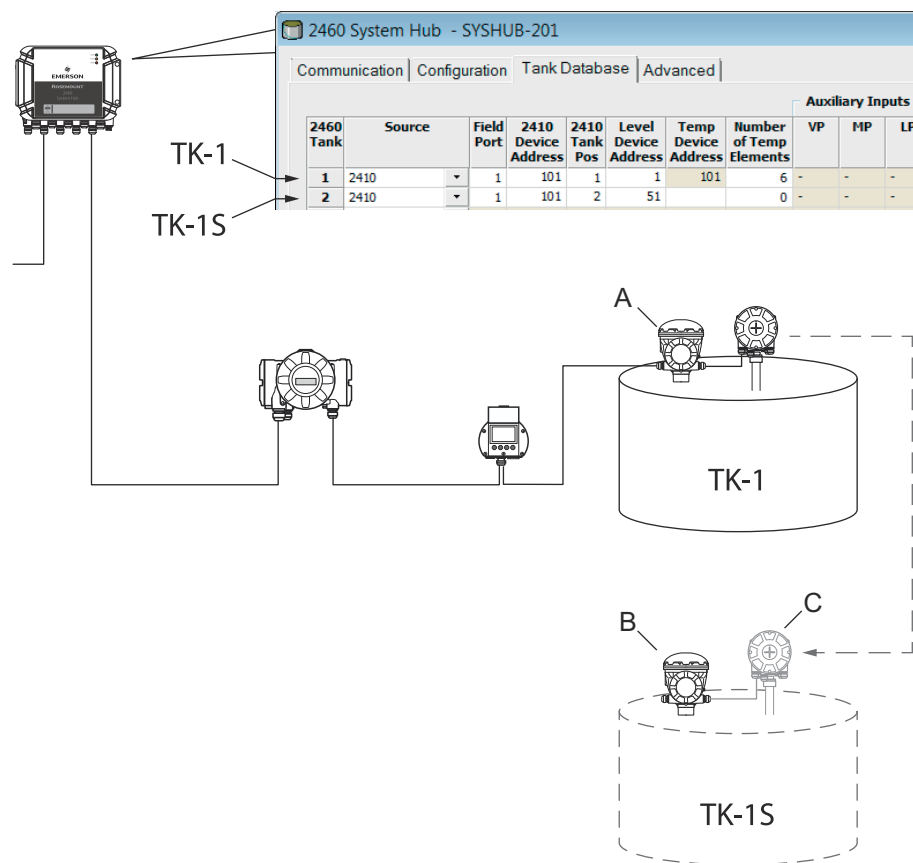 2460 System Hub - SYSHUB-201
Communication Configuration Tank Database Advanced
Auxiliary Inputs
2460 Tank Source Field Port 2410 Device Address 2410 Tank Pos Level Device Address Temp Device Address Number of Temp Elements VP MP LP
1 2410 1 101 1 1 101 6 - - -
2 2410 1 101 2 51 0 - - -
EMERSON
ROSEMOUNT
TK-1
TK-1S
A
TK-1
B
C
TK-1S